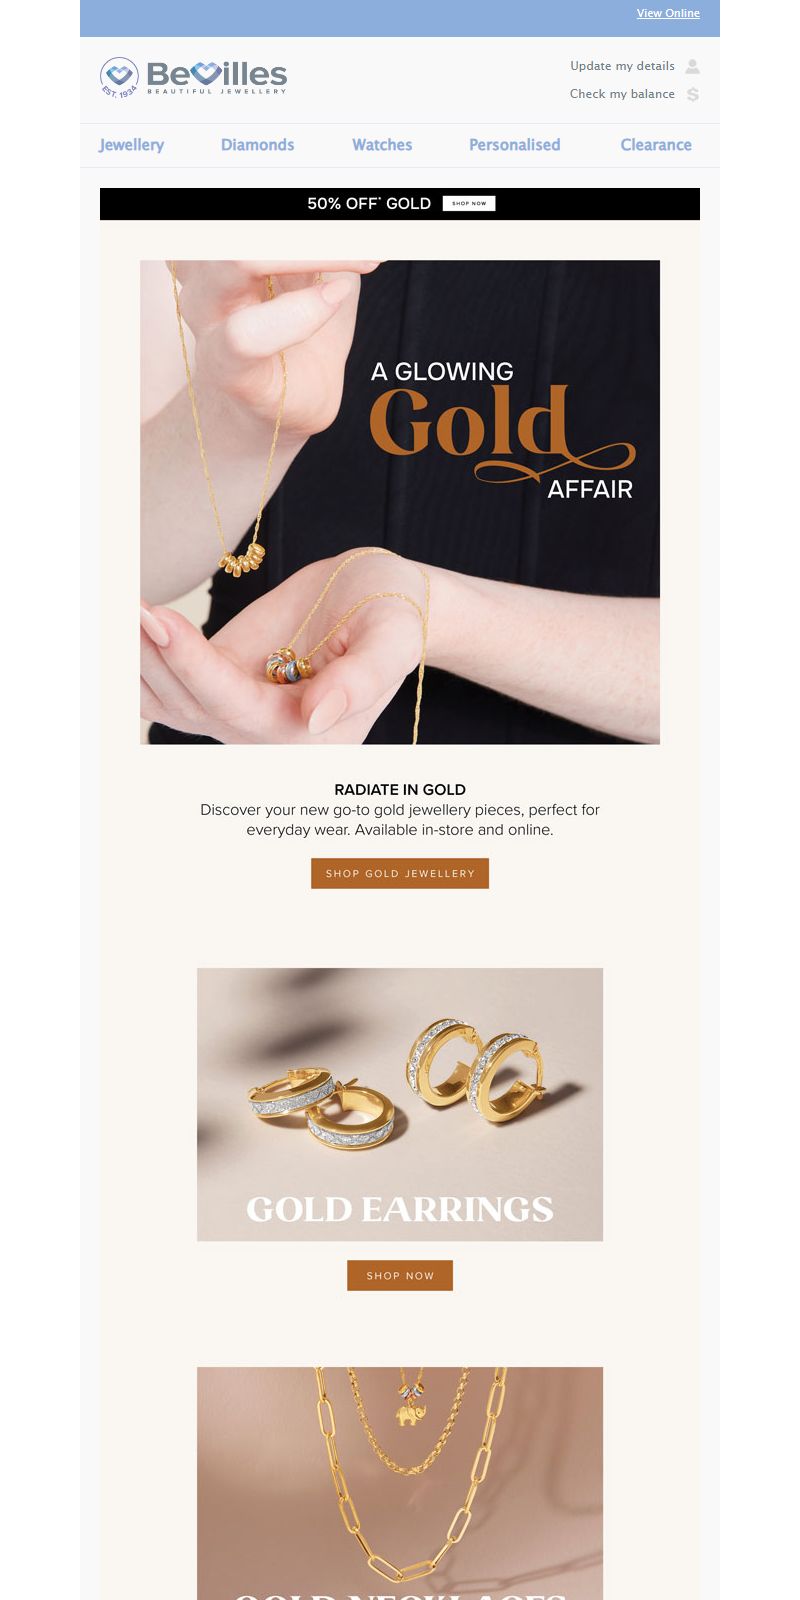 View Online
Bevilles
BEAUTIFUL JEWELLERY
EST. 1934
Update my details
Check my balance
$
Jewellery Diamonds Watches Personalised Clearance
50% OFF* GOLD SHOP NOW
A GLOWING
Gold
AFFAIR
RADIATE IN GOLD
Discover your new go-to gold jewellery pieces, perfect for
everyday wear. Available in-store and online.
SHOP GOLD JEWELLERY
GOLD EARRINGS
SHOP NOW
GOLD NECKLACES